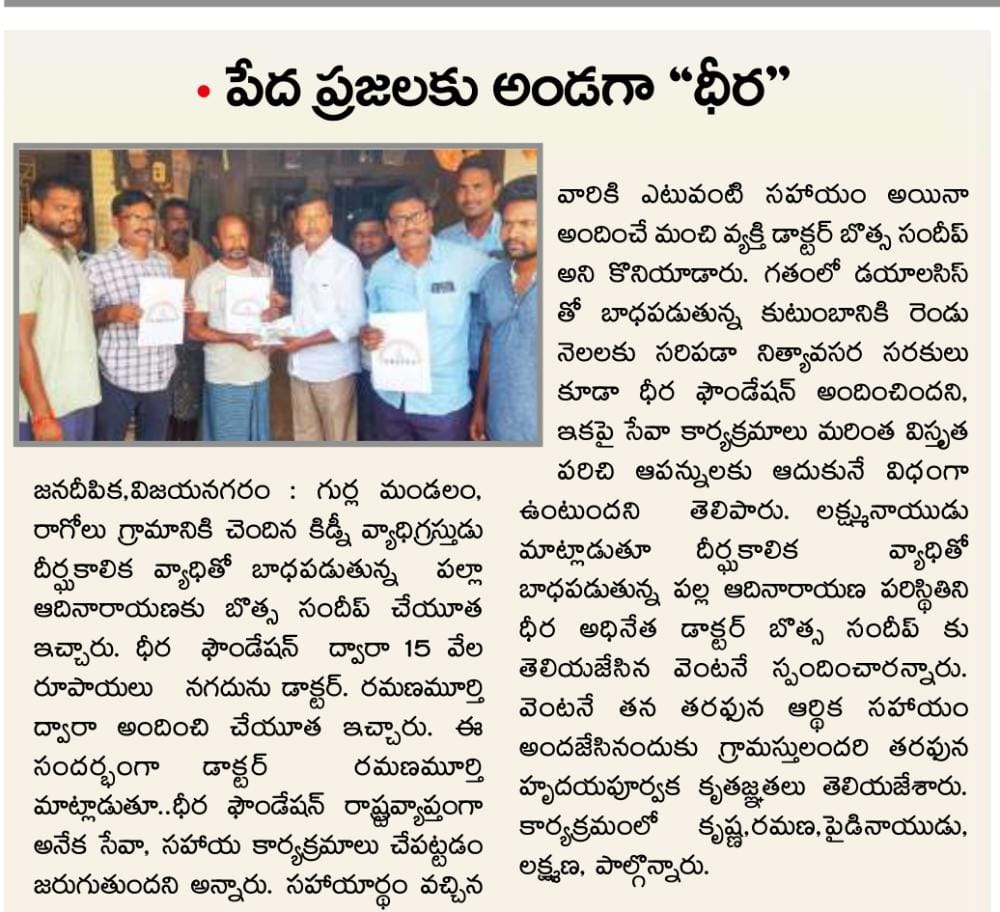 • పేద ప్రజలకు అండగా “ధీర”
జనదీపిక,విజయనగరం : గుర్ల మండలం,
రాగోలు గ్రామానికి చెందిన కిడ్నీ వ్యాధిగ్రస్తుడు
దీర్ఘకాలిక వ్యాధితో బాధపడుతున్న పల్లా
ఆదినారాయణకు బొత్స సందీప్ చేయూత
ఇచ్చారు. ధీర ఫౌండేషన్ ద్వారా 15 వేల
రూపాయలు నగదును డాక్టర్. రమణమూర్తి
ద్వారా అందించి చేయూత ఇచ్చారు. ఈ
సందర్భంగా డాక్టర్ రమణమూర్తి
మాట్లాడుతూ..ధీర ఫౌండేషన్ రాష్ట్రవ్యాప్తంగా
అనేక సేవా, సహాయ కార్యక్రమాలు చేపట్టడం
జరుగుతుందని అన్నారు. సహాయార్థం వచ్చిన
వారికి ఎటువంటి సహాయం అయినా
అందించే మంచి వ్యక్తి డాక్టర్ బొత్స సందీప్
అని కొనియాడారు. గతంలో డయాలసిస్
తో బాధపడుతున్న కుటుంబానికి రెండు
నెలలకు సరిపడా నిత్యావసర సరకులు
కూడా ధీర ఫౌండేషన్ అందించిందని,
ఇకపై సేవా కార్యక్రమాలు మరింత విస్తృత
పరిచి ఆపన్నులకు ఆదుకునే విధంగా
ఉంటుందని తెలిపారు. లక్ష్మునాయుడు
మాట్లాడుతూ దీర్ఘకాలిక వ్యాధితో
బాధపడుతున్న పల్ల ఆదినారాయణ పరిస్థితిని
ధీర అధినేత డాక్టర్ బొత్స సందీప్ కు
తెలియజేసిన వెంటనే స్పందించారన్నారు.
వెంటనే తన తరఫున ఆర్థిక సహాయం
అందజేసినందుకు గ్రామస్తులందరి తరఫున
హృదయపూర్వక కృతజ్ఞతలు తెలియజేశారు.
కార్యక్రమంలో కృష్ణ,రమణ,పైడినాయుడు,
లక్ష్మణ, పాల్గొన్నారు.